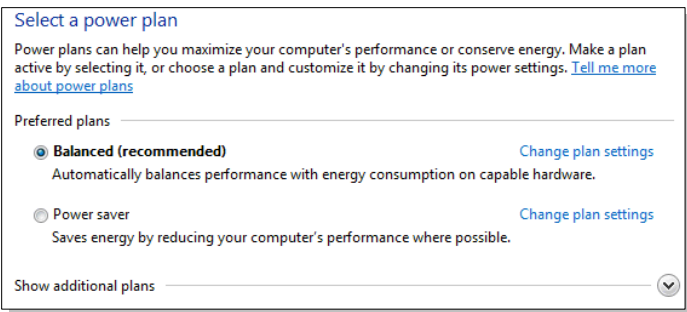 Select a power plan
Power plans can help you maximize your computer's performance or conserve energy. Make a plan
active by selecting it, or choose a plan and customize it by changing its power settings. Tell me more
about power plans
Preferred plans
Balanced (recommended) Change plan settings
Automatically balances performance with energy consumption on capable hardware.
Power saver Change plan settings
Saves energy by reducing your computer's performance where possible.
Show additional plans